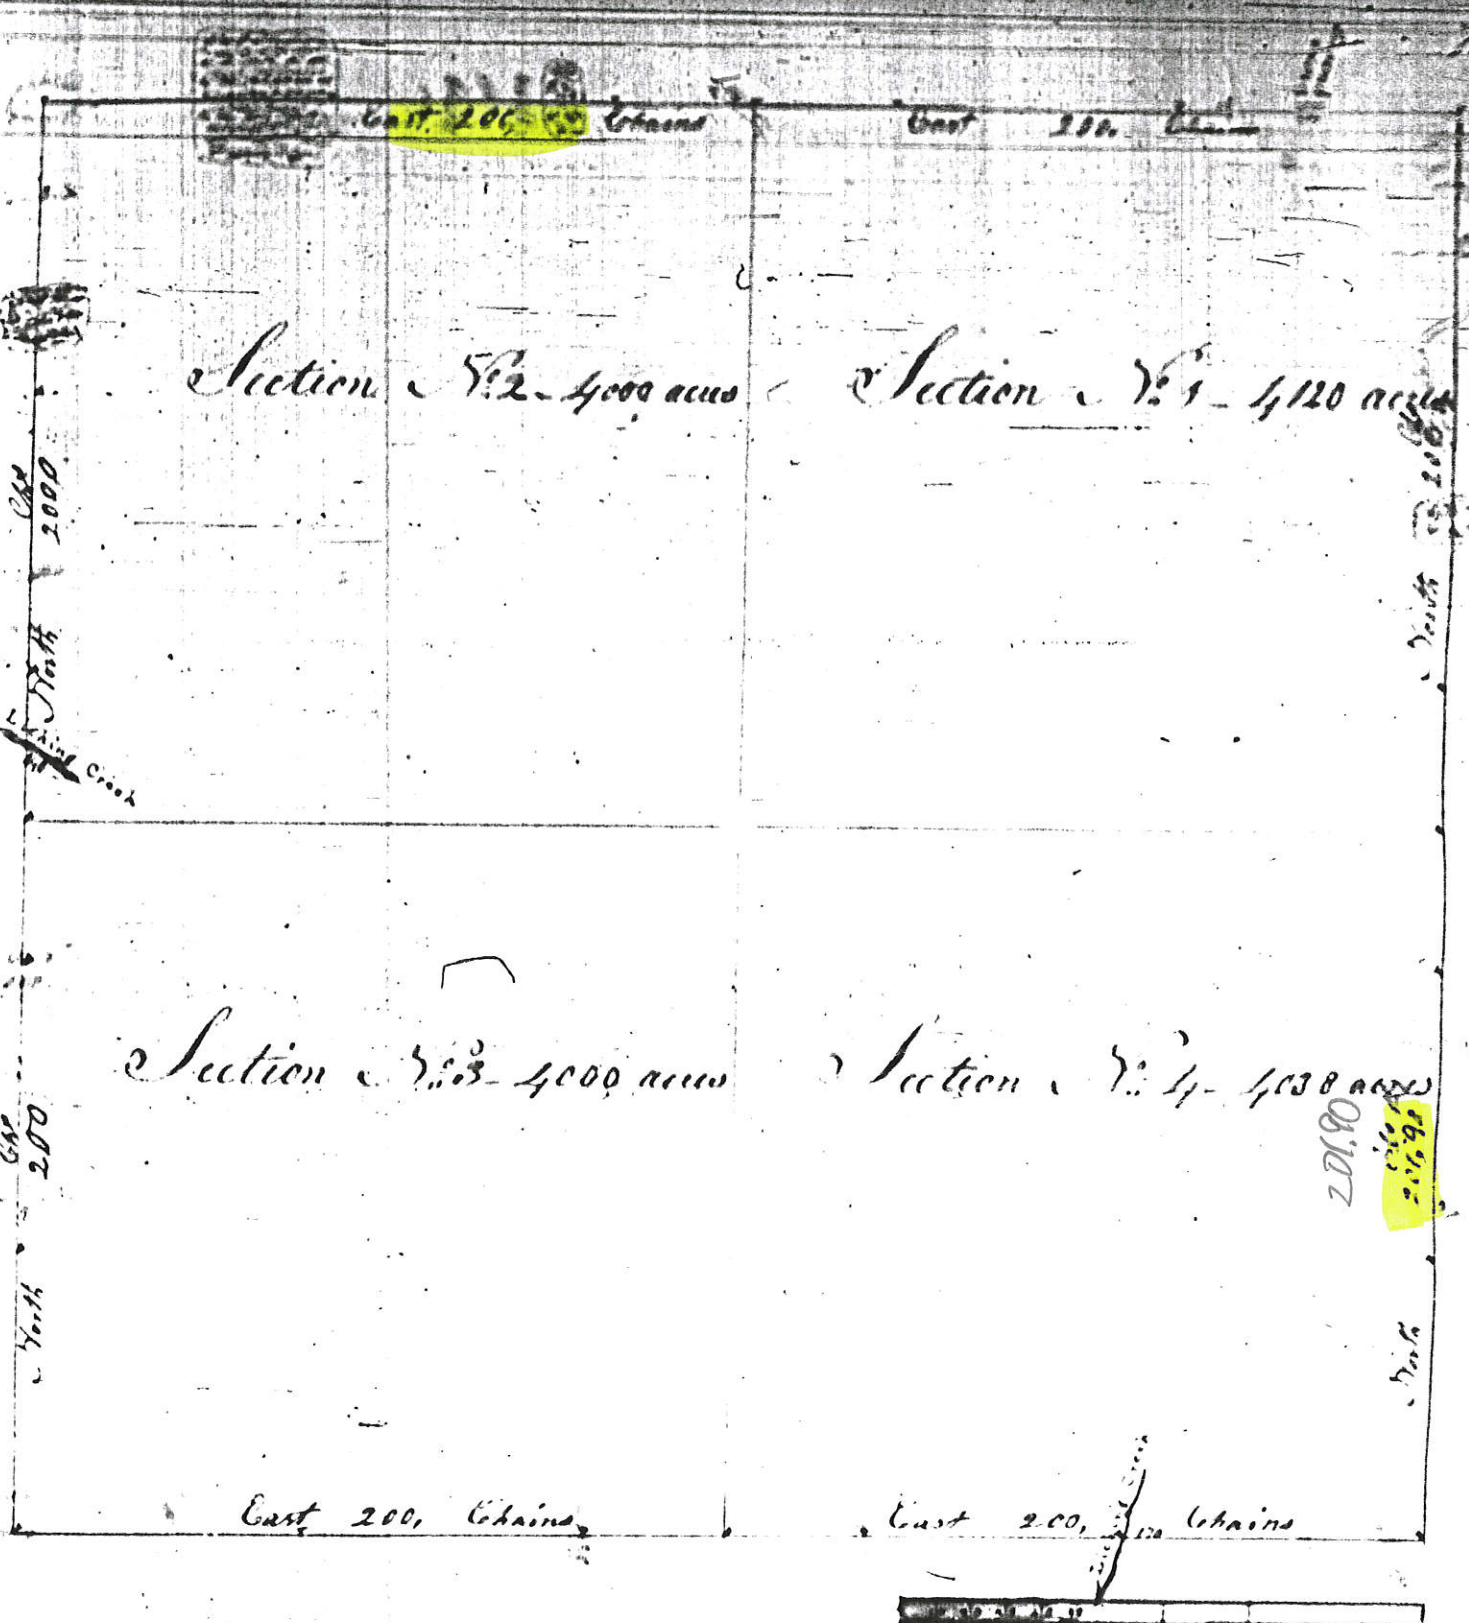 East 200, Chains
East 200. Chains
Section No. 2 - 4000 acres
Section No. 1 - 4120 acres
Chs
2000
North
North
Creek
Section No. 3 - 4000 acres
Section No. 4 - 4038 acres
Chs
200
North
201.90
201,98
North
East 200, Chains
East 200, Chains